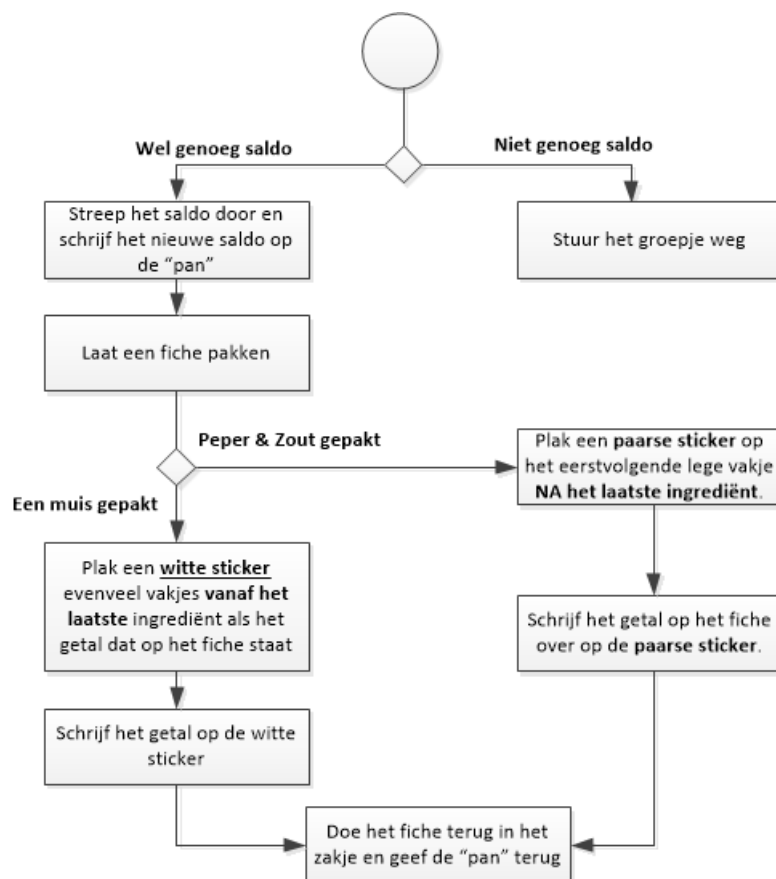 Wel genoeg saldo
Niet genoeg saldo
Streep het saldo door en
schrijf het nieuwe saldo op
de “pan”
Stuur het groepje weg
Laat een fiche pakken
Peper & Zout gepakt
Plak een paarse sticker op
het eerstvolgende lege vakje
NA het laatste ingrediënt.
Een muis gepakt
Plak een witte sticker
evenveel vakjes vanaf het
laatste ingrediënt als het
getal dat op het fiche staat
Schrijf het getal op het fiche
over op de paarse sticker.
Schrijf het getal op de witte
sticker
Doe het fiche terug in het
zakje en geef de “pan” terug